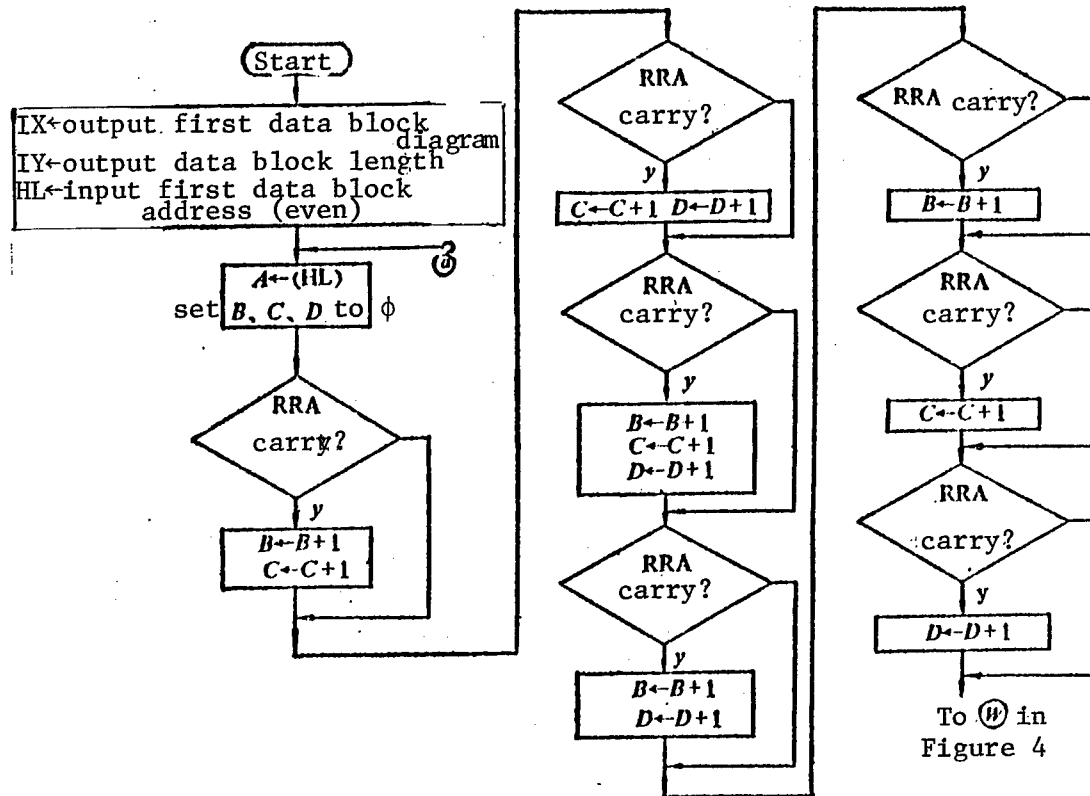 Start
IX←output first data block
diagram
IY←output data block length
HL←input first data block
address (even)
A←(HL)
set B、C、D to φ
RRA
carry?
y
B←B+1
C←C+1
RRA
carry?
y
C←C+1 D←D+1
RRA
carry?
y
B←B+1
C←C+1
D←D+1
RRA
carry?
y
B←B+1
D←D+1
RRA carry?
y
B←B+1
RRA
carry?
y
C←C+1
RRA
carry?
y
D←D+1
To Ⓦ in
Figure 4